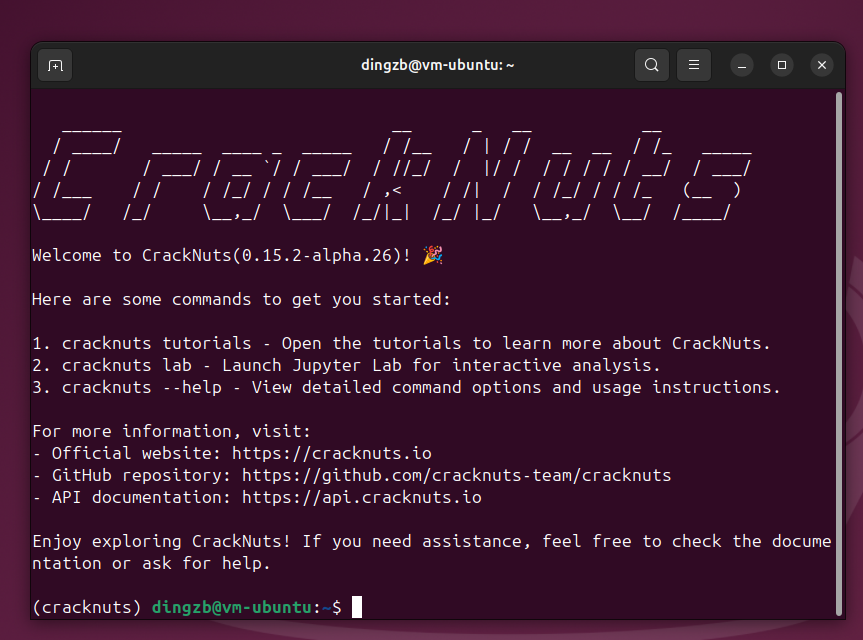 dingzb@vm-ubuntu: ~
CrackNuts
Welcome to CrackNuts(0.15.2-alpha.26)! 🎉
Here are some commands to get you started:
1. cracknuts tutorials - Open the tutorials to learn more about CrackNuts.
2. cracknuts lab - Launch Jupyter Lab for interactive analysis.
3. cracknuts --help - View detailed command options and usage instructions.
For more information, visit:
- Official website: https://cracknuts.io
- GitHub repository: https://github.com/cracknuts-team/cracknuts
- API documentation: https://api.cracknuts.io
Enjoy exploring CrackNuts! If you need assistance, feel free to check the docume
ntation or ask for help.
(cracknuts) dingzb@vm-ubuntu:~$